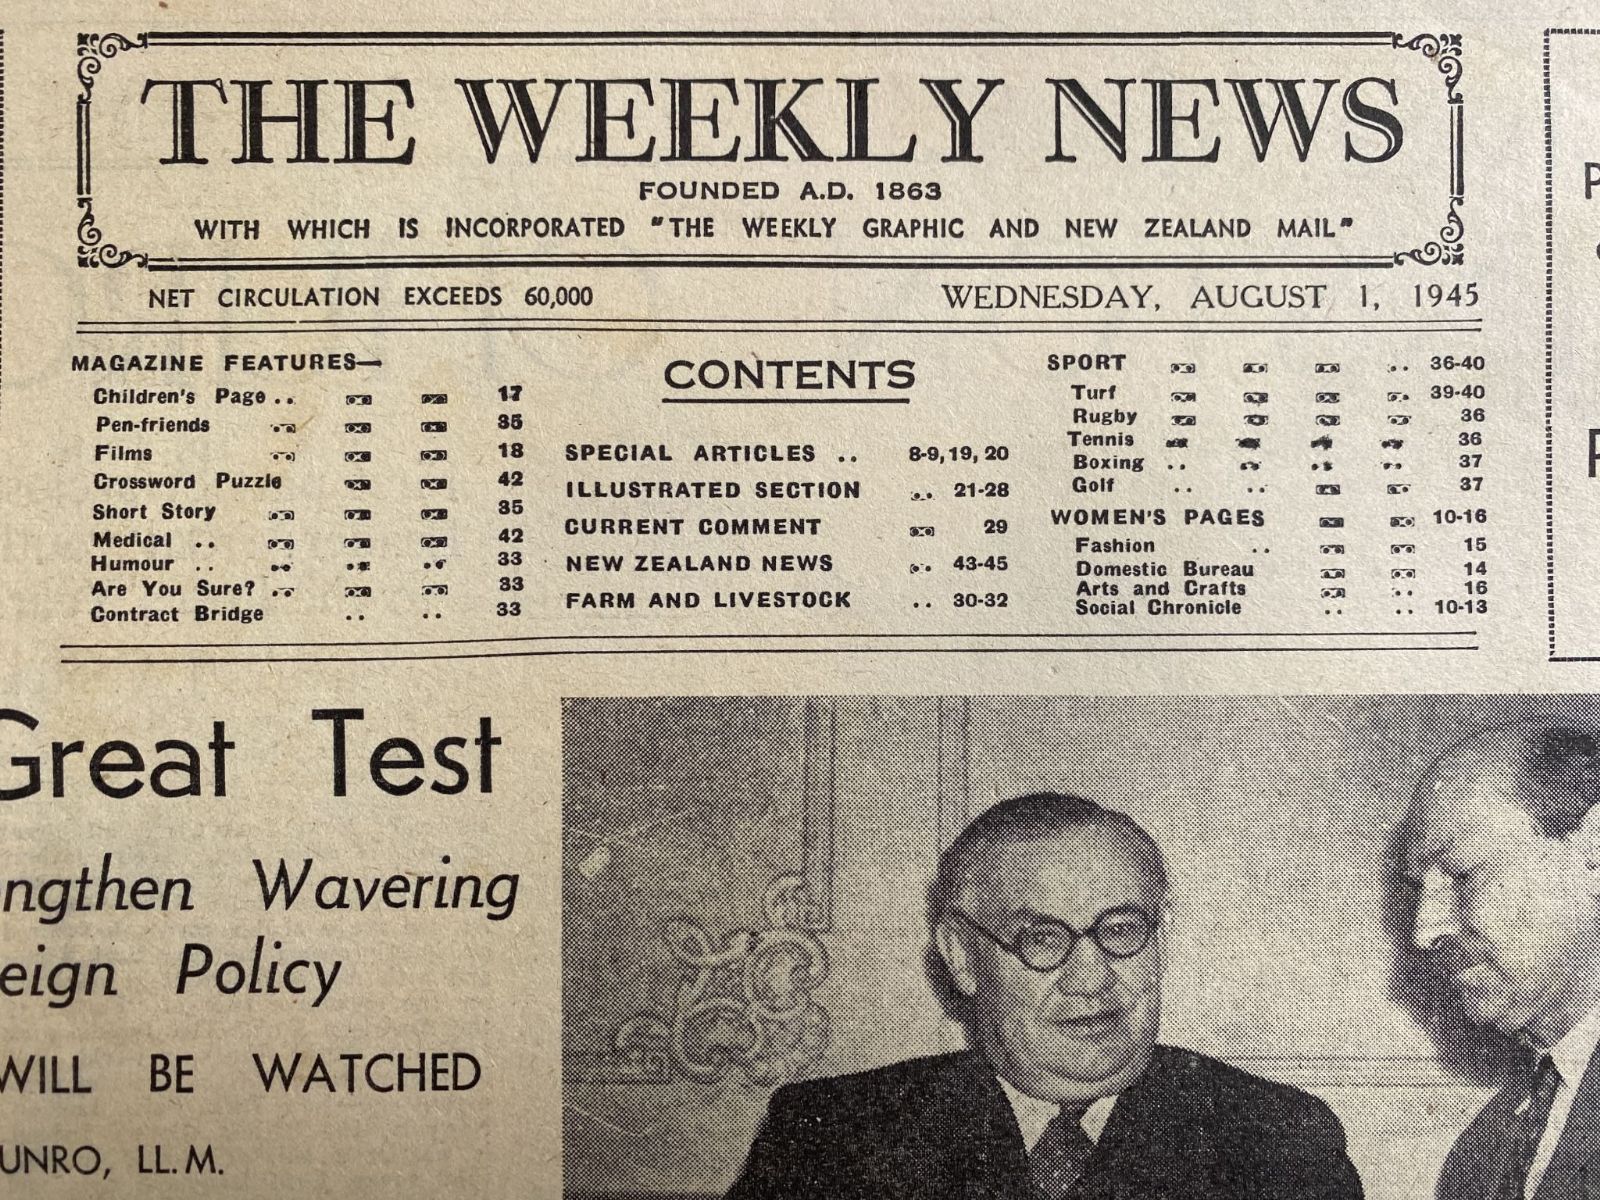 THE WEEKLY NEWS
FOUNDED A.D. 1863
WITH WHICH IS INCORPORATED "THE WEEKLY GRAPHIC AND NEW ZEALAND MAIL"
NET CIRCULATION EXCEEDS 60,000
WEDNESDAY, AUGUST 1, 1945
MAGAZINE FEATURES—
Children's Page .. 17
Pen-friends 35
Films 18
Crossword Puzzle 42
Short Story 35
Medical .. 42
Humour .. 33
Are You Sure? .. 33
Contract Bridge .. .. 33
CONTENTS
SPECIAL ARTICLES .. 8-9, 19, 20
ILLUSTRATED SECTION .. 21-28
CURRENT COMMENT 29
NEW ZEALAND NEWS .. 43-45
FARM AND LIVESTOCK .. 30-32
SPORT .. 36-40
Turf 39-40
Rugby 36
Tennis 36
Boxing .. 37
Golf .. .. 37
WOMEN'S PAGES 10-16
Fashion .. 15
Domestic Bureau 14
Arts and Crafts .. 16
Social Chronicle .. .. 10-13
Great Test
ngthen Wavering
eign Policy
WILL BE WATCHED
UNRO, LL.M.